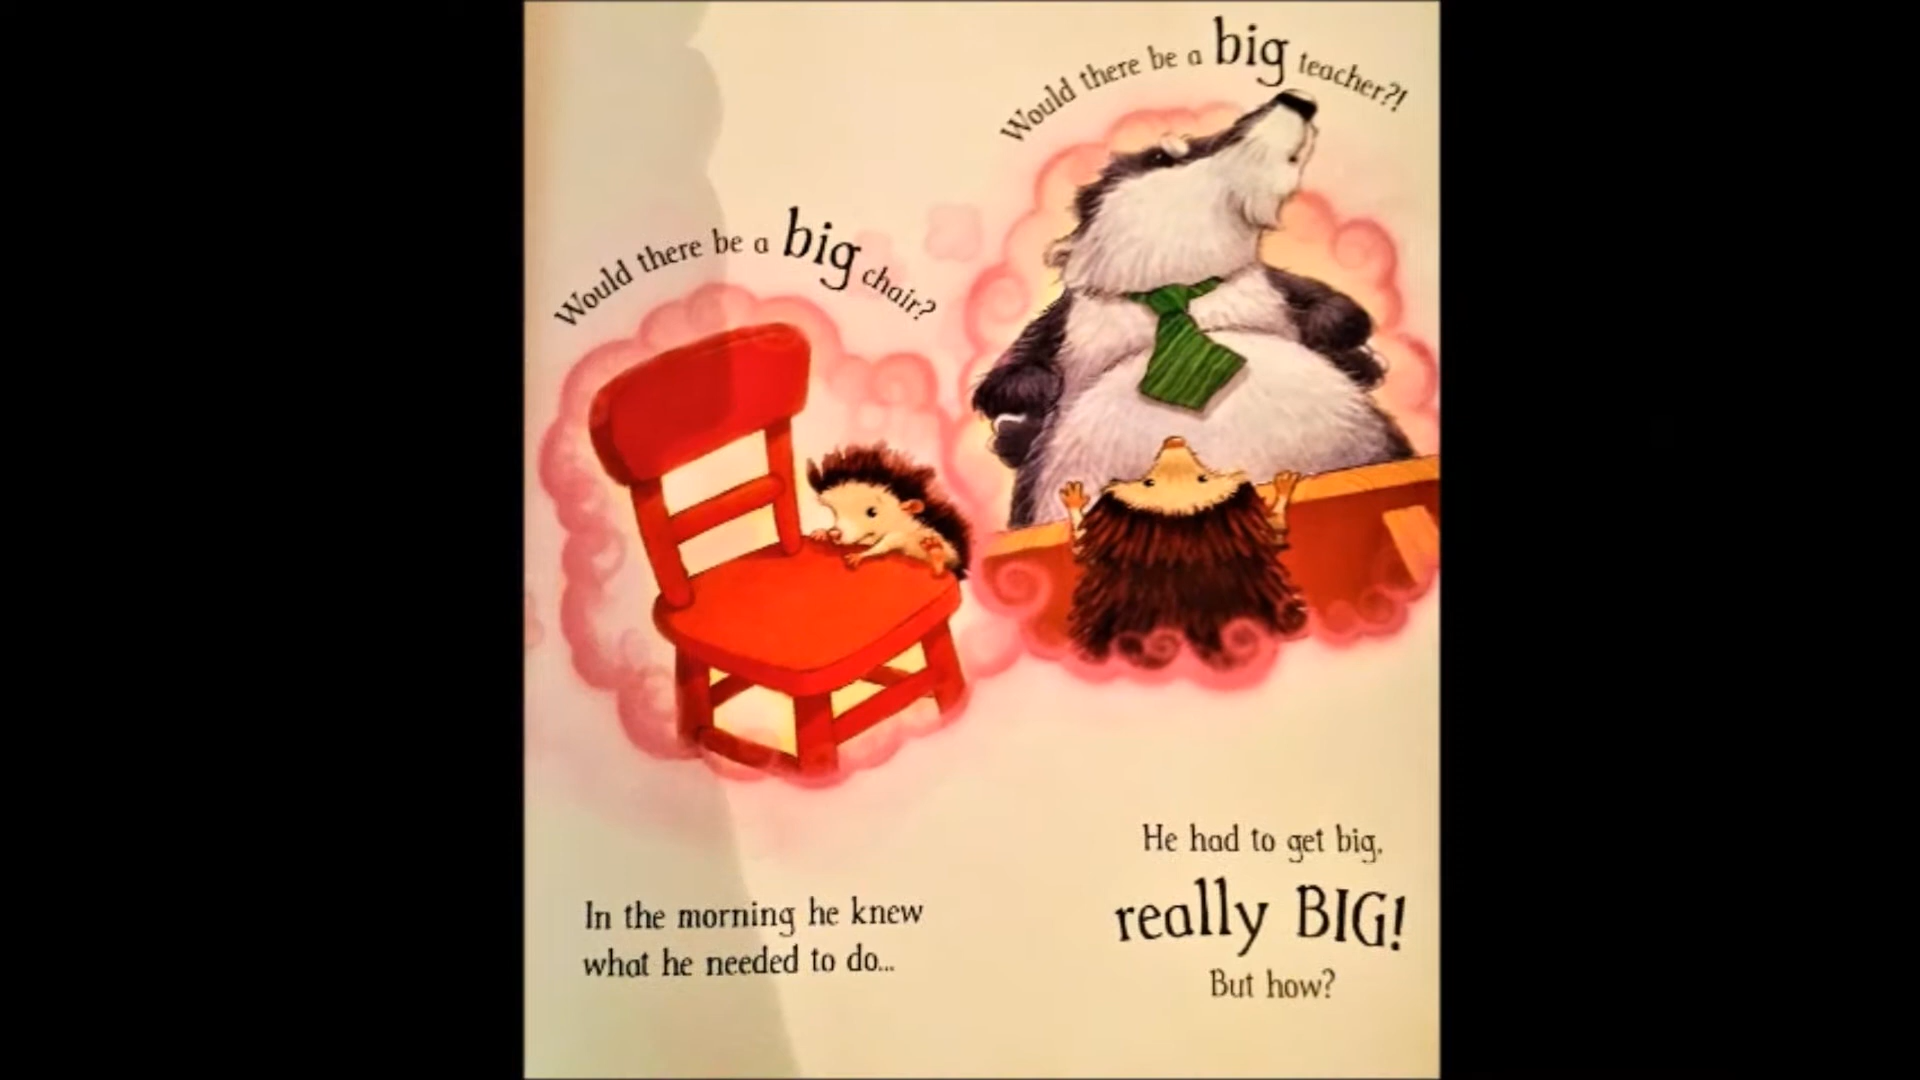 Would there be a big chair?
Would there be a big teacher?!
In the morning he knew
what he needed to do...
He had to get big,
really BIG!
But how?